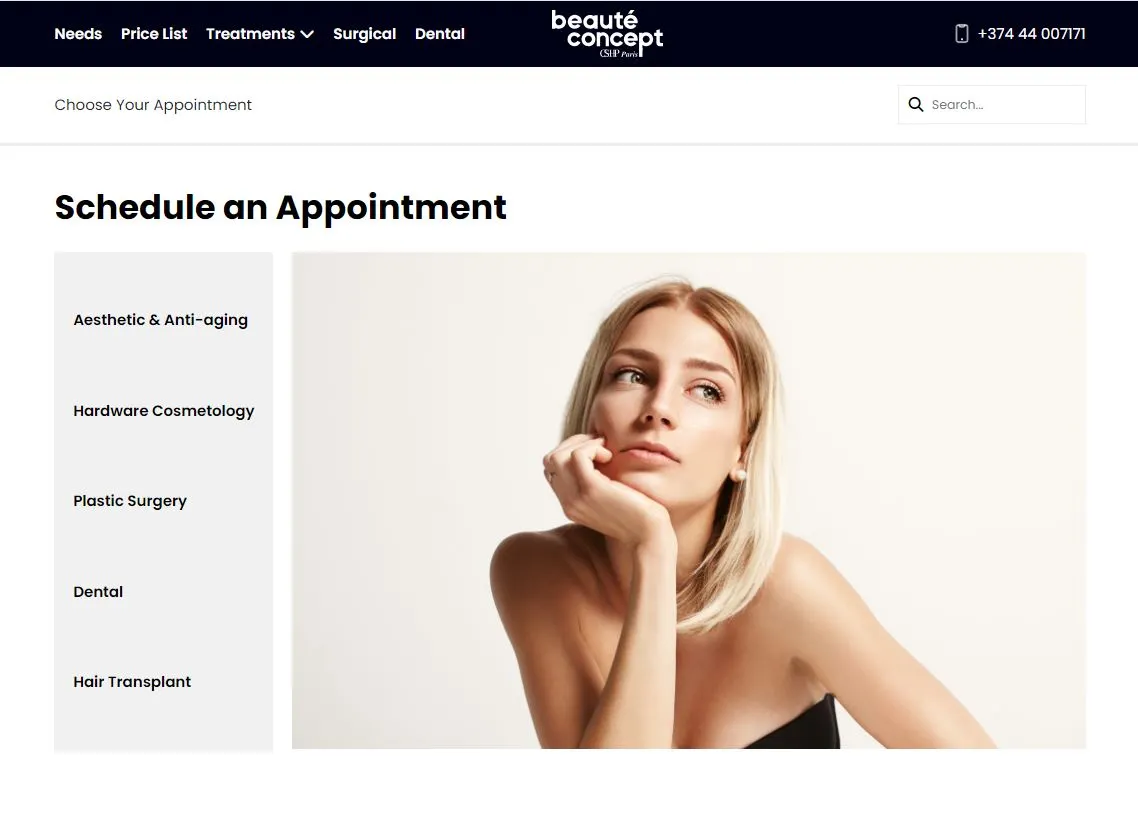 Needs Price List Treatments Surgical Dental
beauté
concept
CSHP Paris
+374 44 007171
Choose Your Appointment
Search...
Schedule an Appointment
Aesthetic & Anti-aging
Hardware Cosmetology
Plastic Surgery
Dental
Hair Transplant